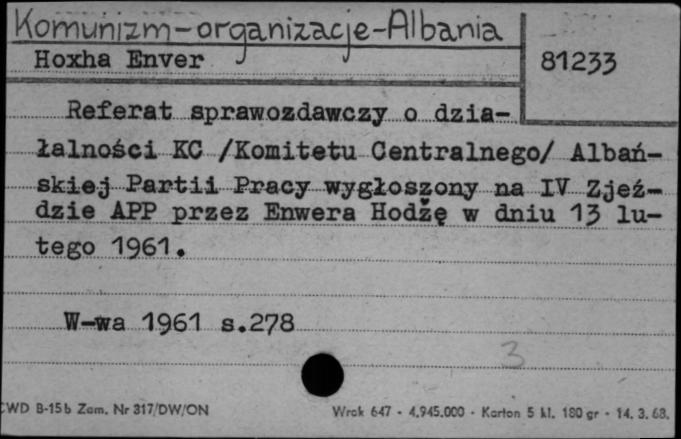 Komunizm-organizacje-Albania
Hoxha Enver
81233
Referat sprawozdawczy o dzia-
łalności KC /Komitetu Centralnego/ Albań-
skiej Partii Pracy wygłoszony na IV Zjeź-
dzie APP przez Enwera Hodżę w dniu 13 lu-
tego 1961.
W-wa 1961 s.278
3
CWD B-15b Zam. Nr 317/DW/ON
Wrak 647 - 4.945.000 - Karton 5 kl. 180 gr - 14. 3. 68.